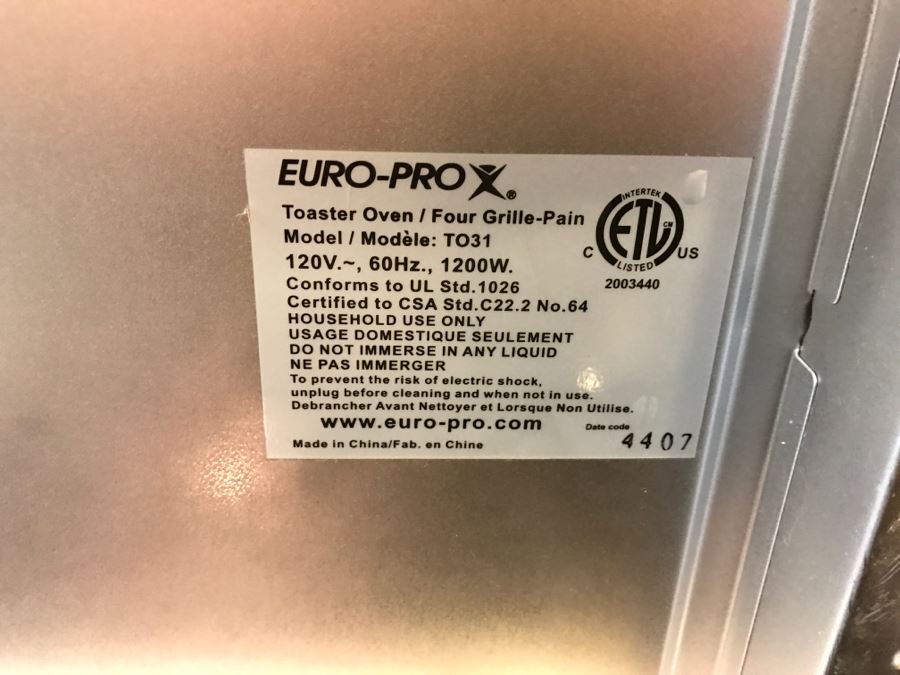 EURO-PRO X®
Toaster Oven / Four Grille-Pain
Model / Modèle: TO31
120V.~, 60Hz., 1200W.
Conforms to UL Std.1026
Certified to CSA Std.C22.2 No.64
HOUSEHOLD USE ONLY
USAGE DOMESTIQUE SEULEMENT
DO NOT IMMERSE IN ANY LIQUID
NE PAS IMMERGER
To prevent the risk of electric shock,
unplug before cleaning and when not in use.
Debrancher Avant Nettoyer et Lorsque Non Utilise.
www.euro-pro.com
Made in China/Fab. en Chine
INTERTEK
ETL CM
C US
LISTED
2003440
Date code
4407